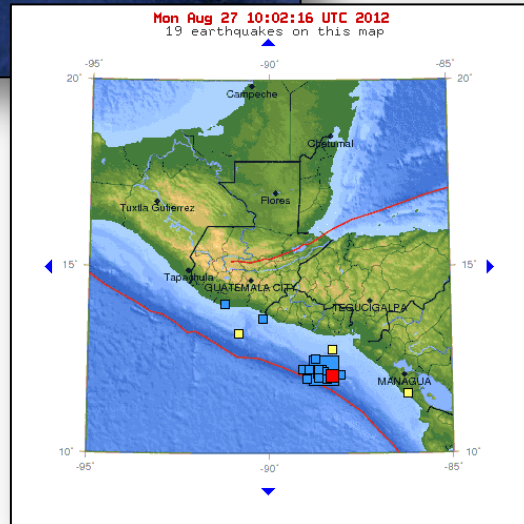 Mon Aug 27 10:02:16 UTC 2012
19 earthquakes on this map
-95° -90° -85°
20° 20°
Campeche
Chatumal
Flores
Tuxtla Gutierrez
15° 15°
Tapachula
GUATEMALA CITY
TEGUCIGALPA
MANAGUA
10° 10°
-95° -90° -85°